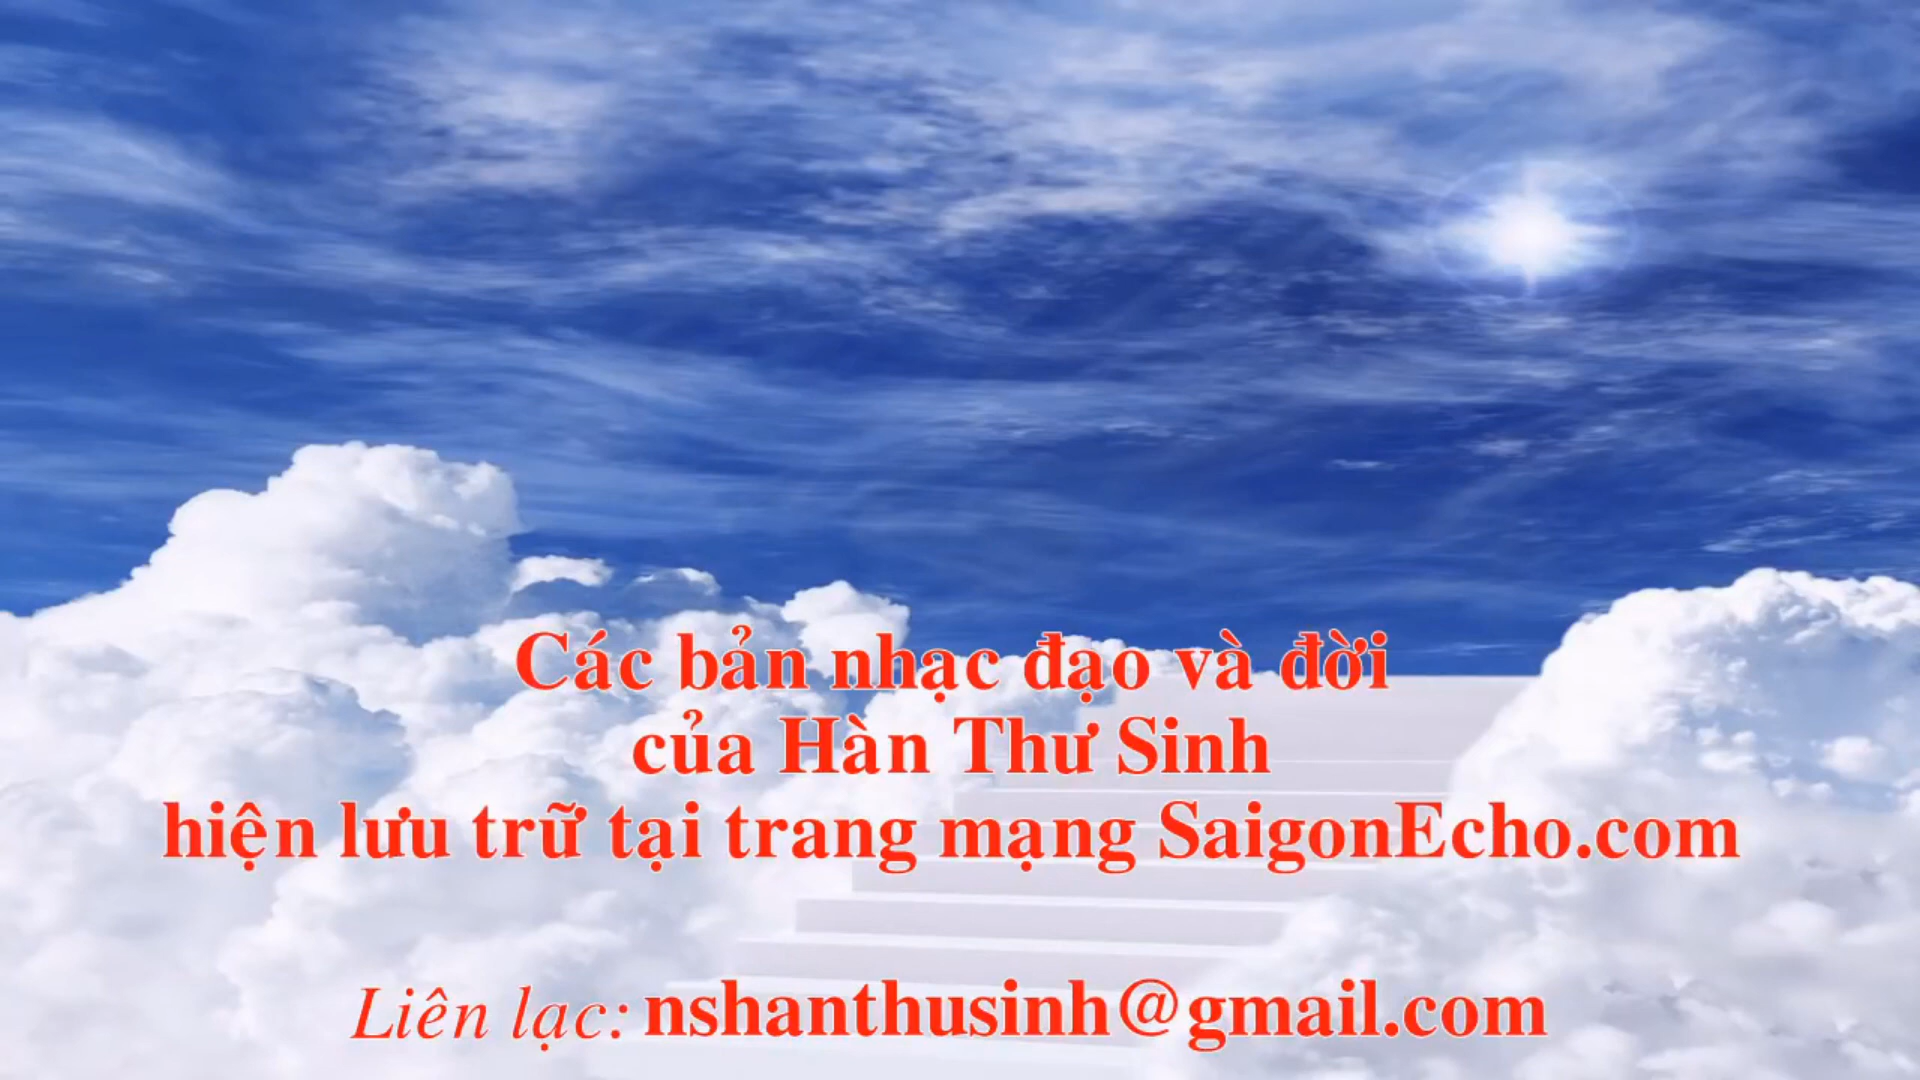 Các bản nhạc đạo và đời
của Hàn Thư Sinh
hiện lưu trữ tại trang mạng SaigonEcho.com
Liên lạc: nshanthusinh@gmail.com